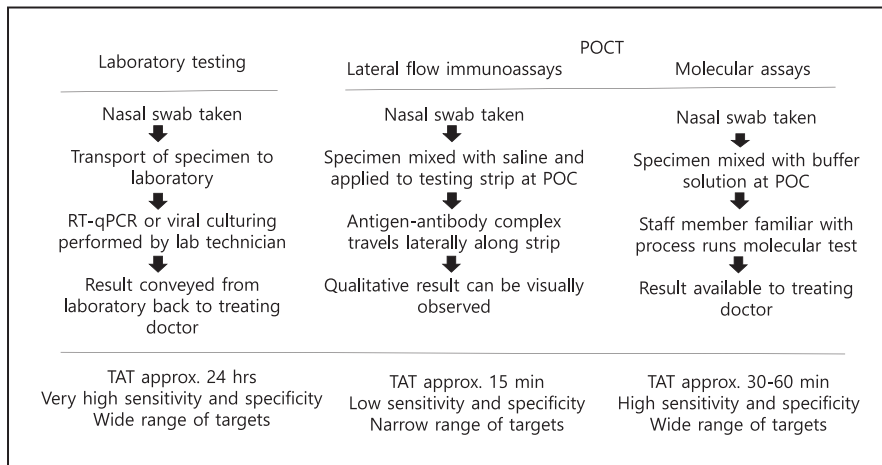 POCT
Laboratory testing
Lateral flow immunoassays
Molecular assays
Nasal swab taken
Transport of specimen to
laboratory
RT-qPCR or viral culturing
performed by lab technician
Result conveyed from
laboratory back to treating
doctor
TAT approx. 24 hrs
Very high sensitivity and specificity
Wide range of targets
Nasal swab taken
Specimen mixed with saline and
applied to testing strip at POC
Antigen-antibody complex
travels laterally along strip
Qualitative result can be visually
observed
TAT approx. 15 min
Low sensitivity and specificity
Narrow range of targets
Nasal swab taken
Specimen mixed with buffer
solution at POC
Staff member familiar with
process runs molecular test
Result available to treating
doctor
TAT approx. 30-60 min
High sensitivity and specificity
Wide range of targets